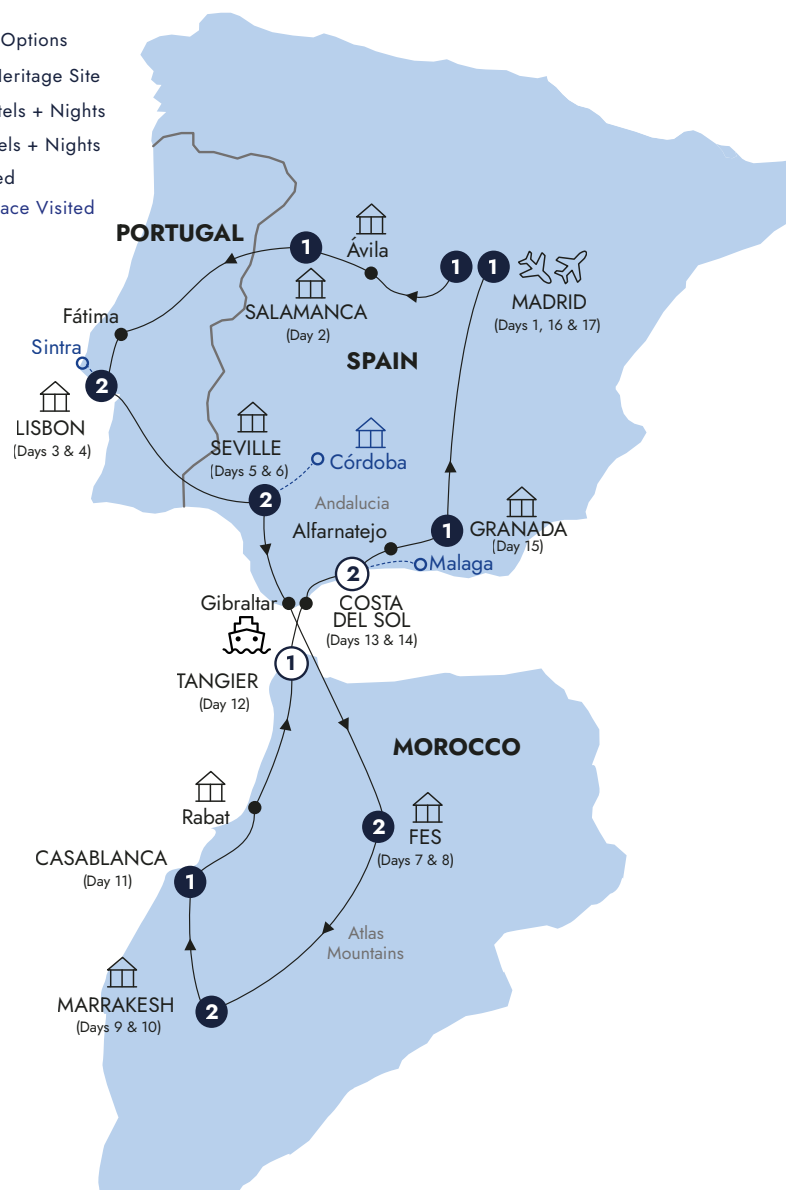 Options
Heritage Site
tels + Nights
els + Nights
ed
ace Visited
PORTUGAL
1
Ávila
1
1
SALAMANCA
(Day 2)
MADRID
(Days 1, 16 & 17)
Fátima
Sintra
SPAIN
2
LISBON
(Days 3 & 4)
SEVILLE
(Days 5 & 6)
Córdoba
2
Andalucia
Alfarnatejo
1
GRANADA
(Day 15)
2
Malaga
Gibraltar
COSTA
DEL SOL
(Days 13 & 14)
1
TANGIER
(Day 12)
MOROCCO
Rabat
2
FES
(Days 7 & 8)
CASABLANCA
(Day 11)
1
Atlas
Mountains
MARRAKESH
(Days 9 & 10)
2